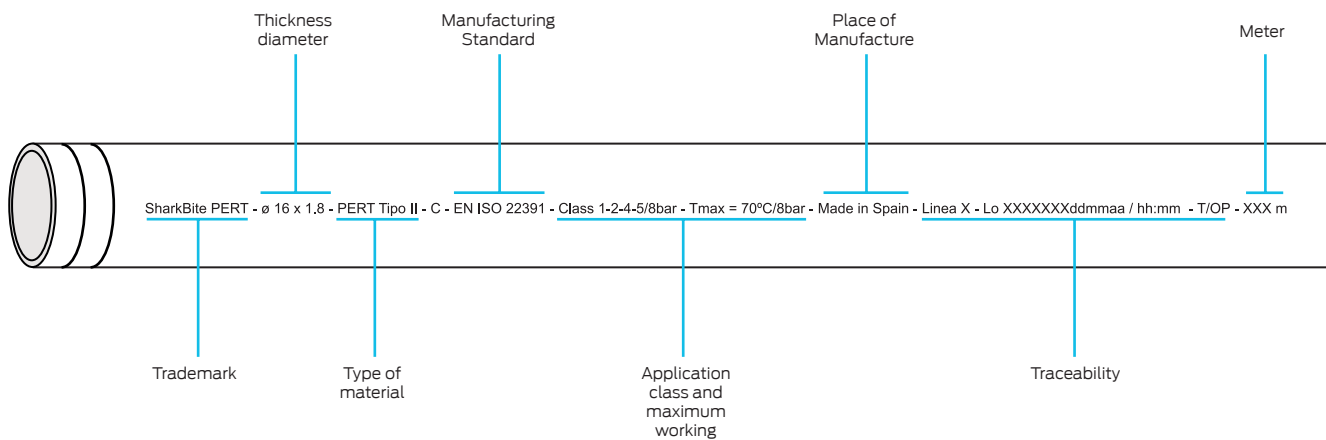 Thickness
diameter
Manufacturing
Standard
Place of
Manufacture
Meter
SharkBite PERT - ø 16 x 1.8 - PERT Tipo II - C - EN ISO 22391 - Class 1-2-4-5/8bar - Tmax = 70ºC/8bar - Made in Spain - Linea X - Lo XXXXXXXddmmaa / hh:mm - T/OP - XXX m
Trademark
Type of
material
Application
class and
maximum
working
Traceability